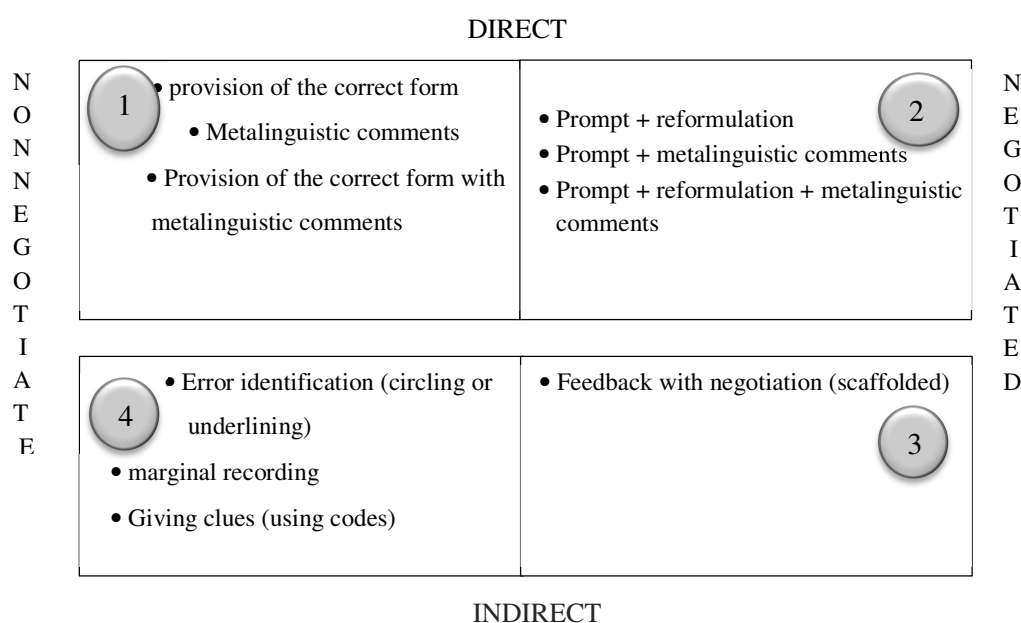 DIRECT
N
O
N
N
E
G
O
T
I
A
T
E
1
• provision of the correct form
• Metalinguistic comments
• Provision of the correct form with
metalinguistic comments
2
• Prompt + reformulation
• Prompt + metalinguistic comments
• Prompt + reformulation + metalinguistic
comments
N
E
G
O
T
I
A
T
E
D
4
• Error identification (circling or
underlining)
• marginal recording
• Giving clues (using codes)
• Feedback with negotiation (scaffolded)
3
INDIRECT